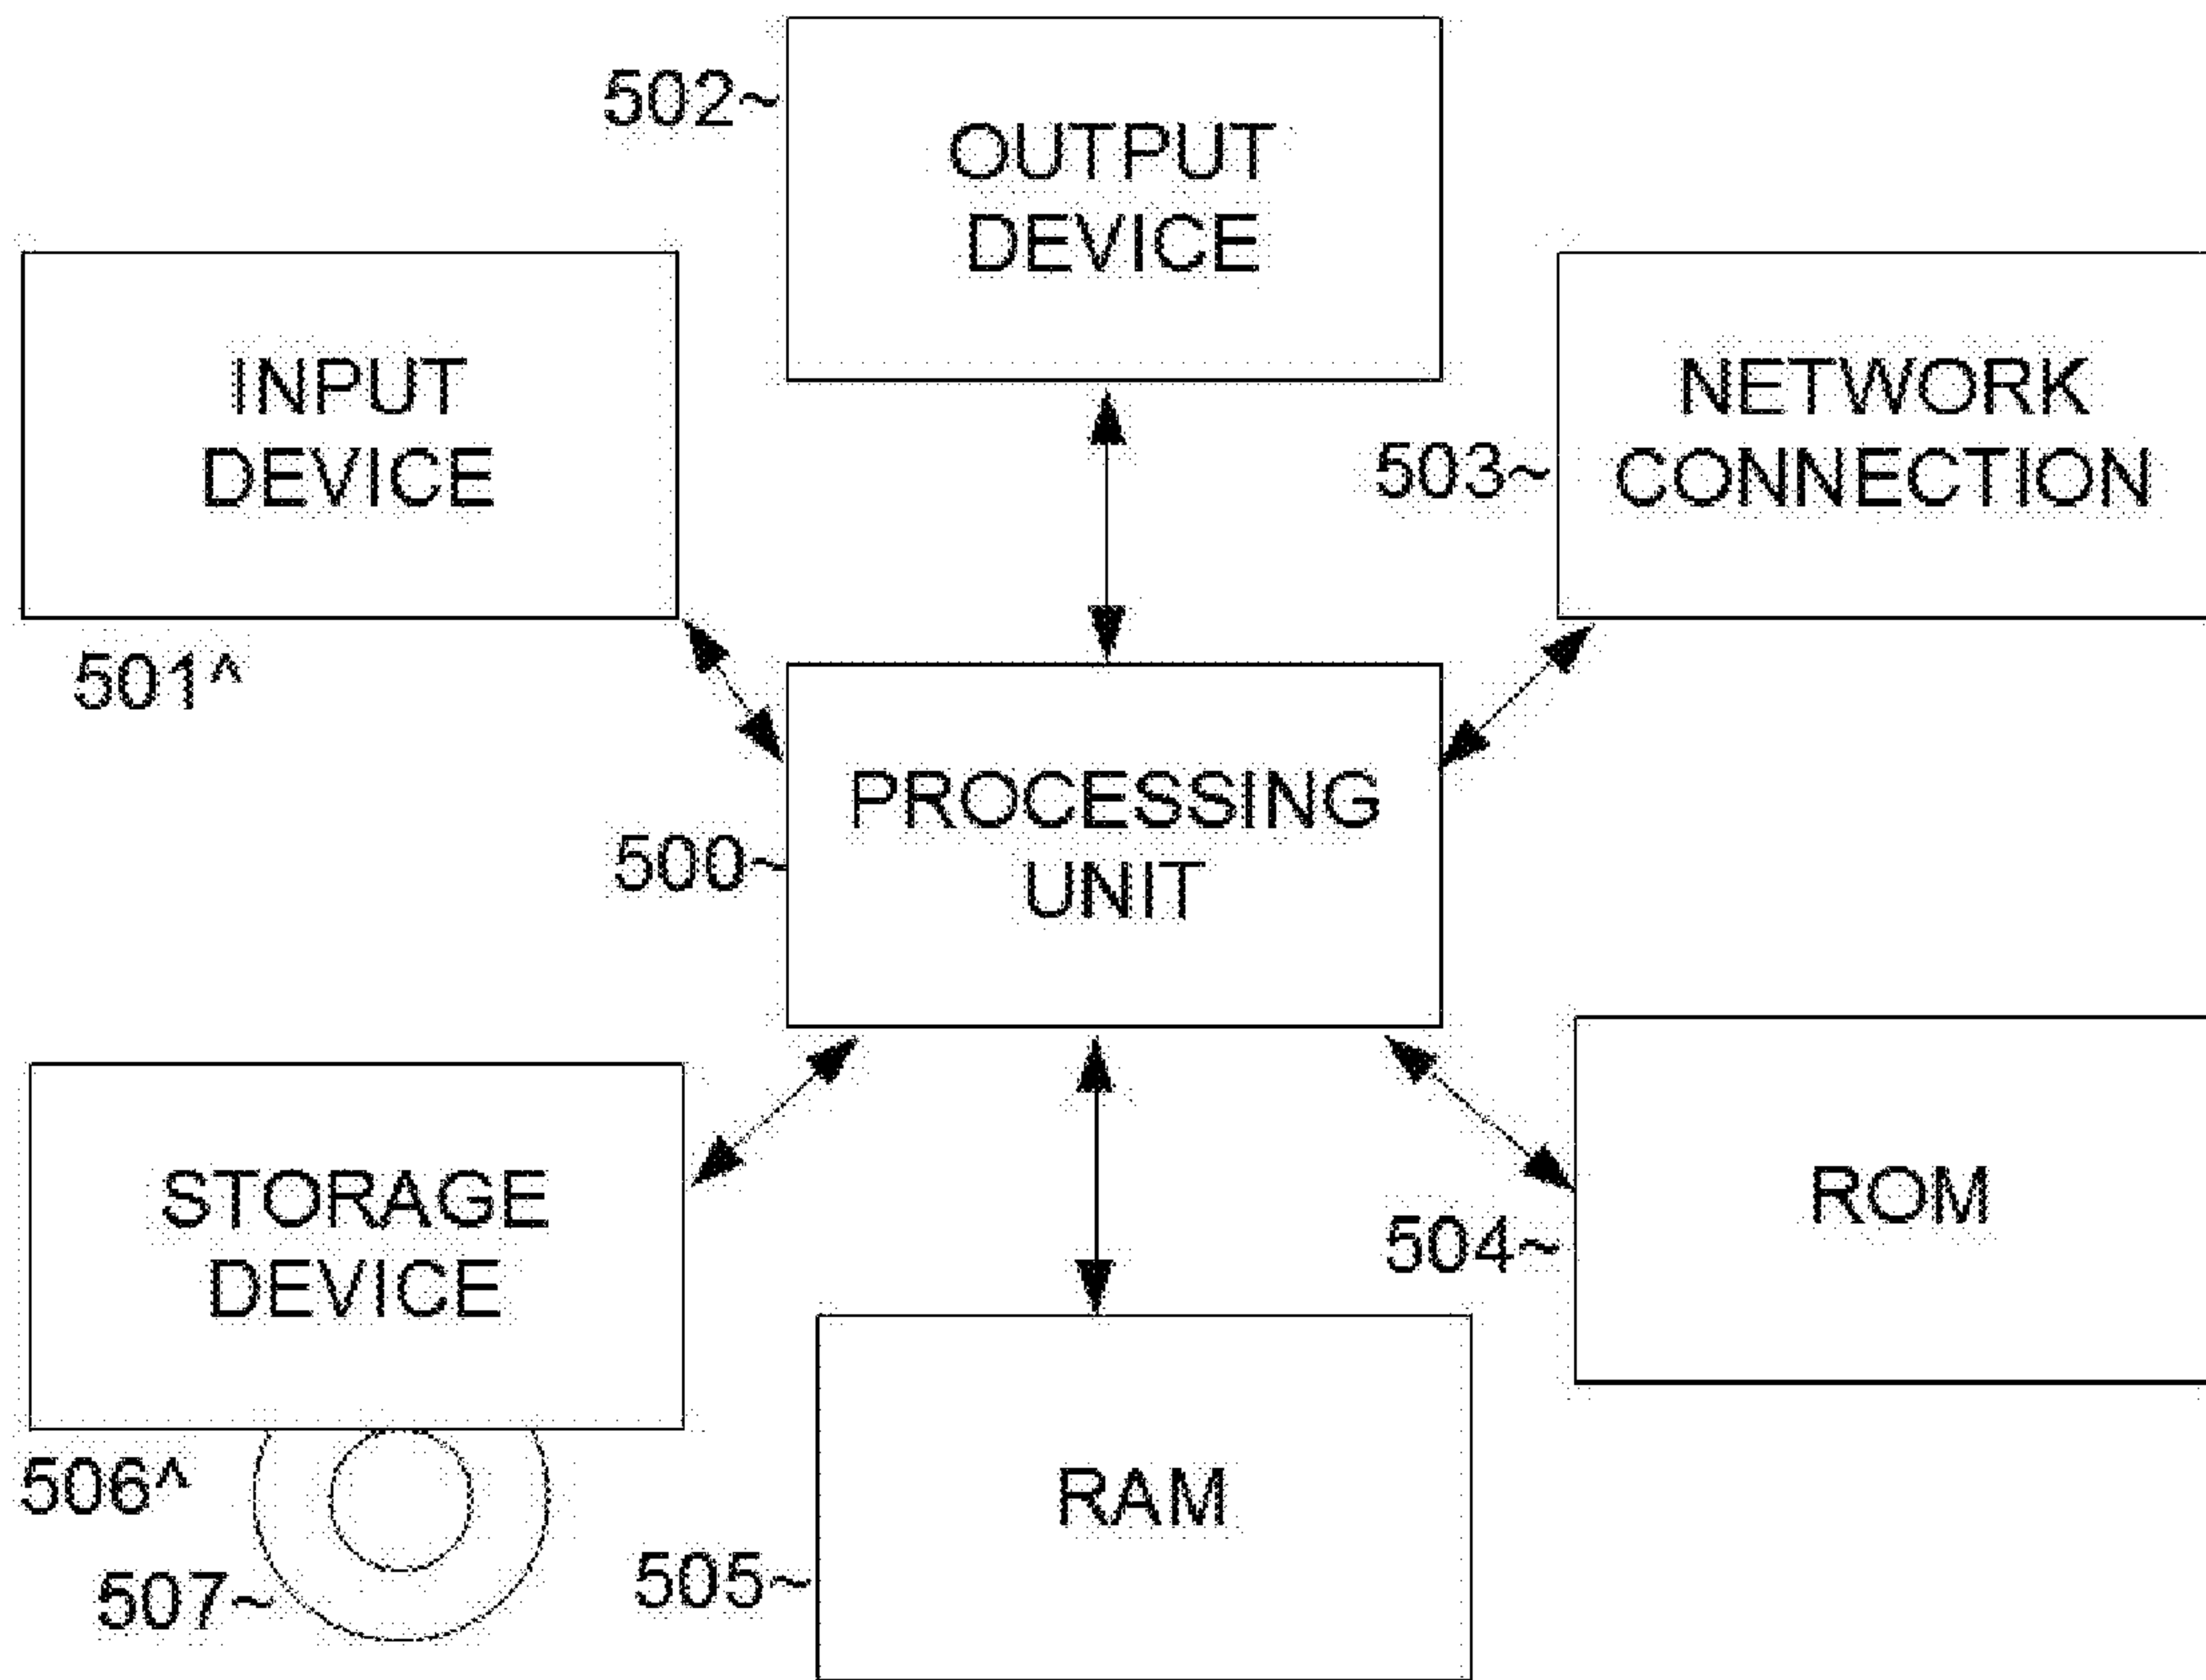 502~
OUTPUT
DEVICE
INPUT
DEVICE
501^
NETWORK
CONNECTION
503~
PROCESSING
UNIT
500~
STORAGE
DEVICE
506^
507~
ROM
504~
RAM
505~